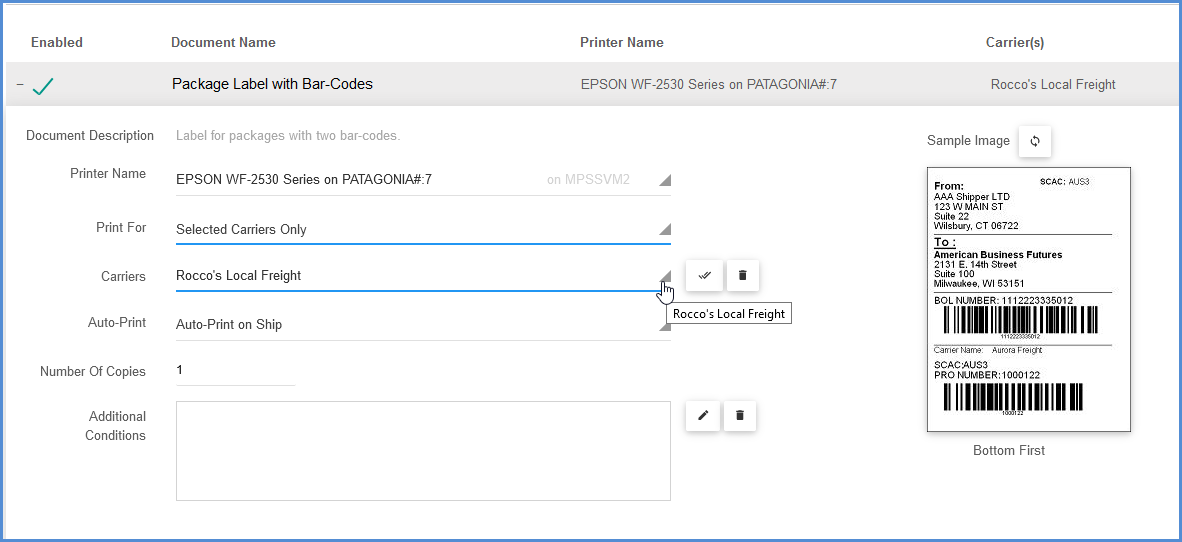 Enabled Document Name Printer Name Carrier(s)
Package Label with Bar-Codes EPSON WF-2530 Series on PATAGONIA#:7 Rocco's Local Freight
Document Description Label for packages with two bar-codes.
Printer Name EPSON WF-2530 Series on PATAGONIA#:7 on MPSSVM2
Print For Selected Carriers Only
Carriers Rocco's Local Freight
Rocco's Local Freight
Auto-Print Auto-Print on Ship
Number Of Copies 1
Additional
Conditions
Sample Image
From: SCAC: AUS3
AAA Shipper LTD
123 W MAIN ST
Suite 22
Wilsbury, CT 06722
To :
American Business Futures
2131 E. 14th Street
Suite 100
Milwaukee, WI 53151
BOL NUMBER: 1112223335012
1112223335012
Carrier Name: Aurora Freight
SCAC:AUS3
PRO NUMBER:1000122
1000122
Bottom First